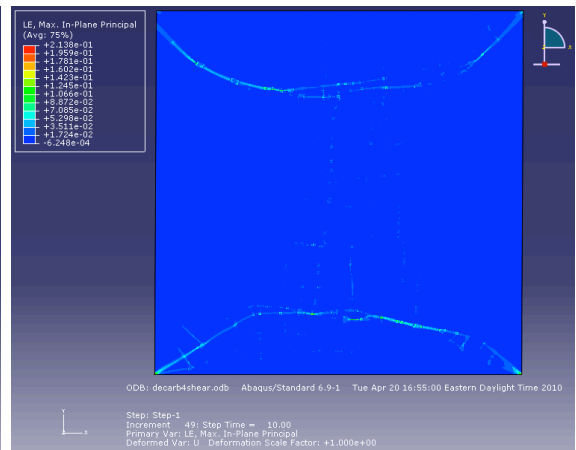 LE, Max. In-Plane Principal
(Avg: 75%)
+2.138e-01
+1.959e-01
+1.781e-01
+1.602e-01
+1.423e-01
+1.245e-01
+1.066e-01
+8.872e-02
+7.085e-02
+5.298e-02
+3.511e-02
+1.724e-02
-6.248e-04
Y
X
ODB: decarb4shear.odb Abaqus/Standard 6.9-1 Tue Apr 20 16:55:00 Eastern Daylight Time 2010
Y
X
Step: Step-1
Increment 49: Step Time = 10.00
Primary Var: LE, Max. In-Plane Principal
Deformed Var: U Deformation Scale Factor: +1.000e+00